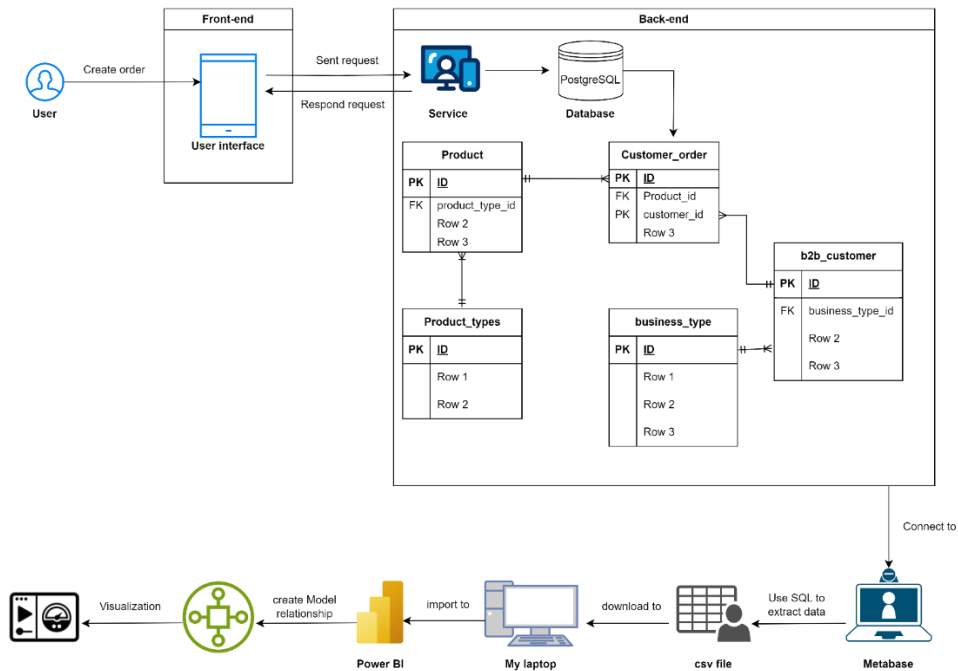 Front-end
Back-end
Create order
User
User interface
Sent request
Respond request
Service
PostgreSQL
Database
Product
PK ID
FK product_type_id
Row 2
Row 3
Customer_order
PK ID
FK Product_id
PK customer_id
Row 3
b2b_customer
PK ID
FK business_type_id
Row 2
Row 3
Product_types
PK ID
Row 1
Row 2
business_type
PK ID
Row 1
Row 2
Row 3
Connect to
Visualization
create Model
relationship
import to
download to
Use SQL to
extract data
Power BI
My laptop
csv file
Metabase